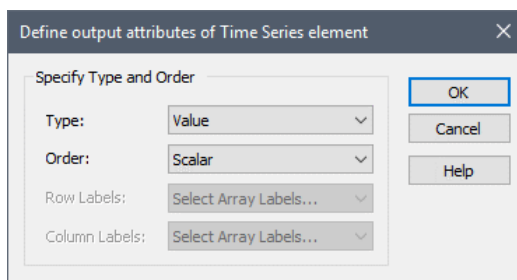 Define output attributes of Time Series element
Specify Type and Order
Type: Value
Order: Scalar
Row Labels: Select Array Labels...
Column Labels: Select Array Labels...
OK
Cancel
Help